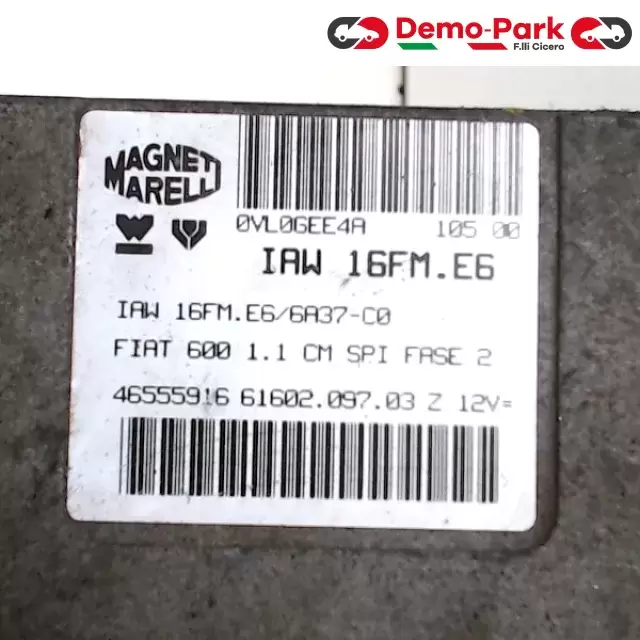 Demo-Park
F.lli Cicero
MAGNETI
MARELLI
0VL0GEE4A 105 00
IAW 16FM.E6
IAW 16FM.E6/6A37-C0
FIAT 600 1.1 CM SPI FASE 2
46555916 61602.097.03 Z 12V=